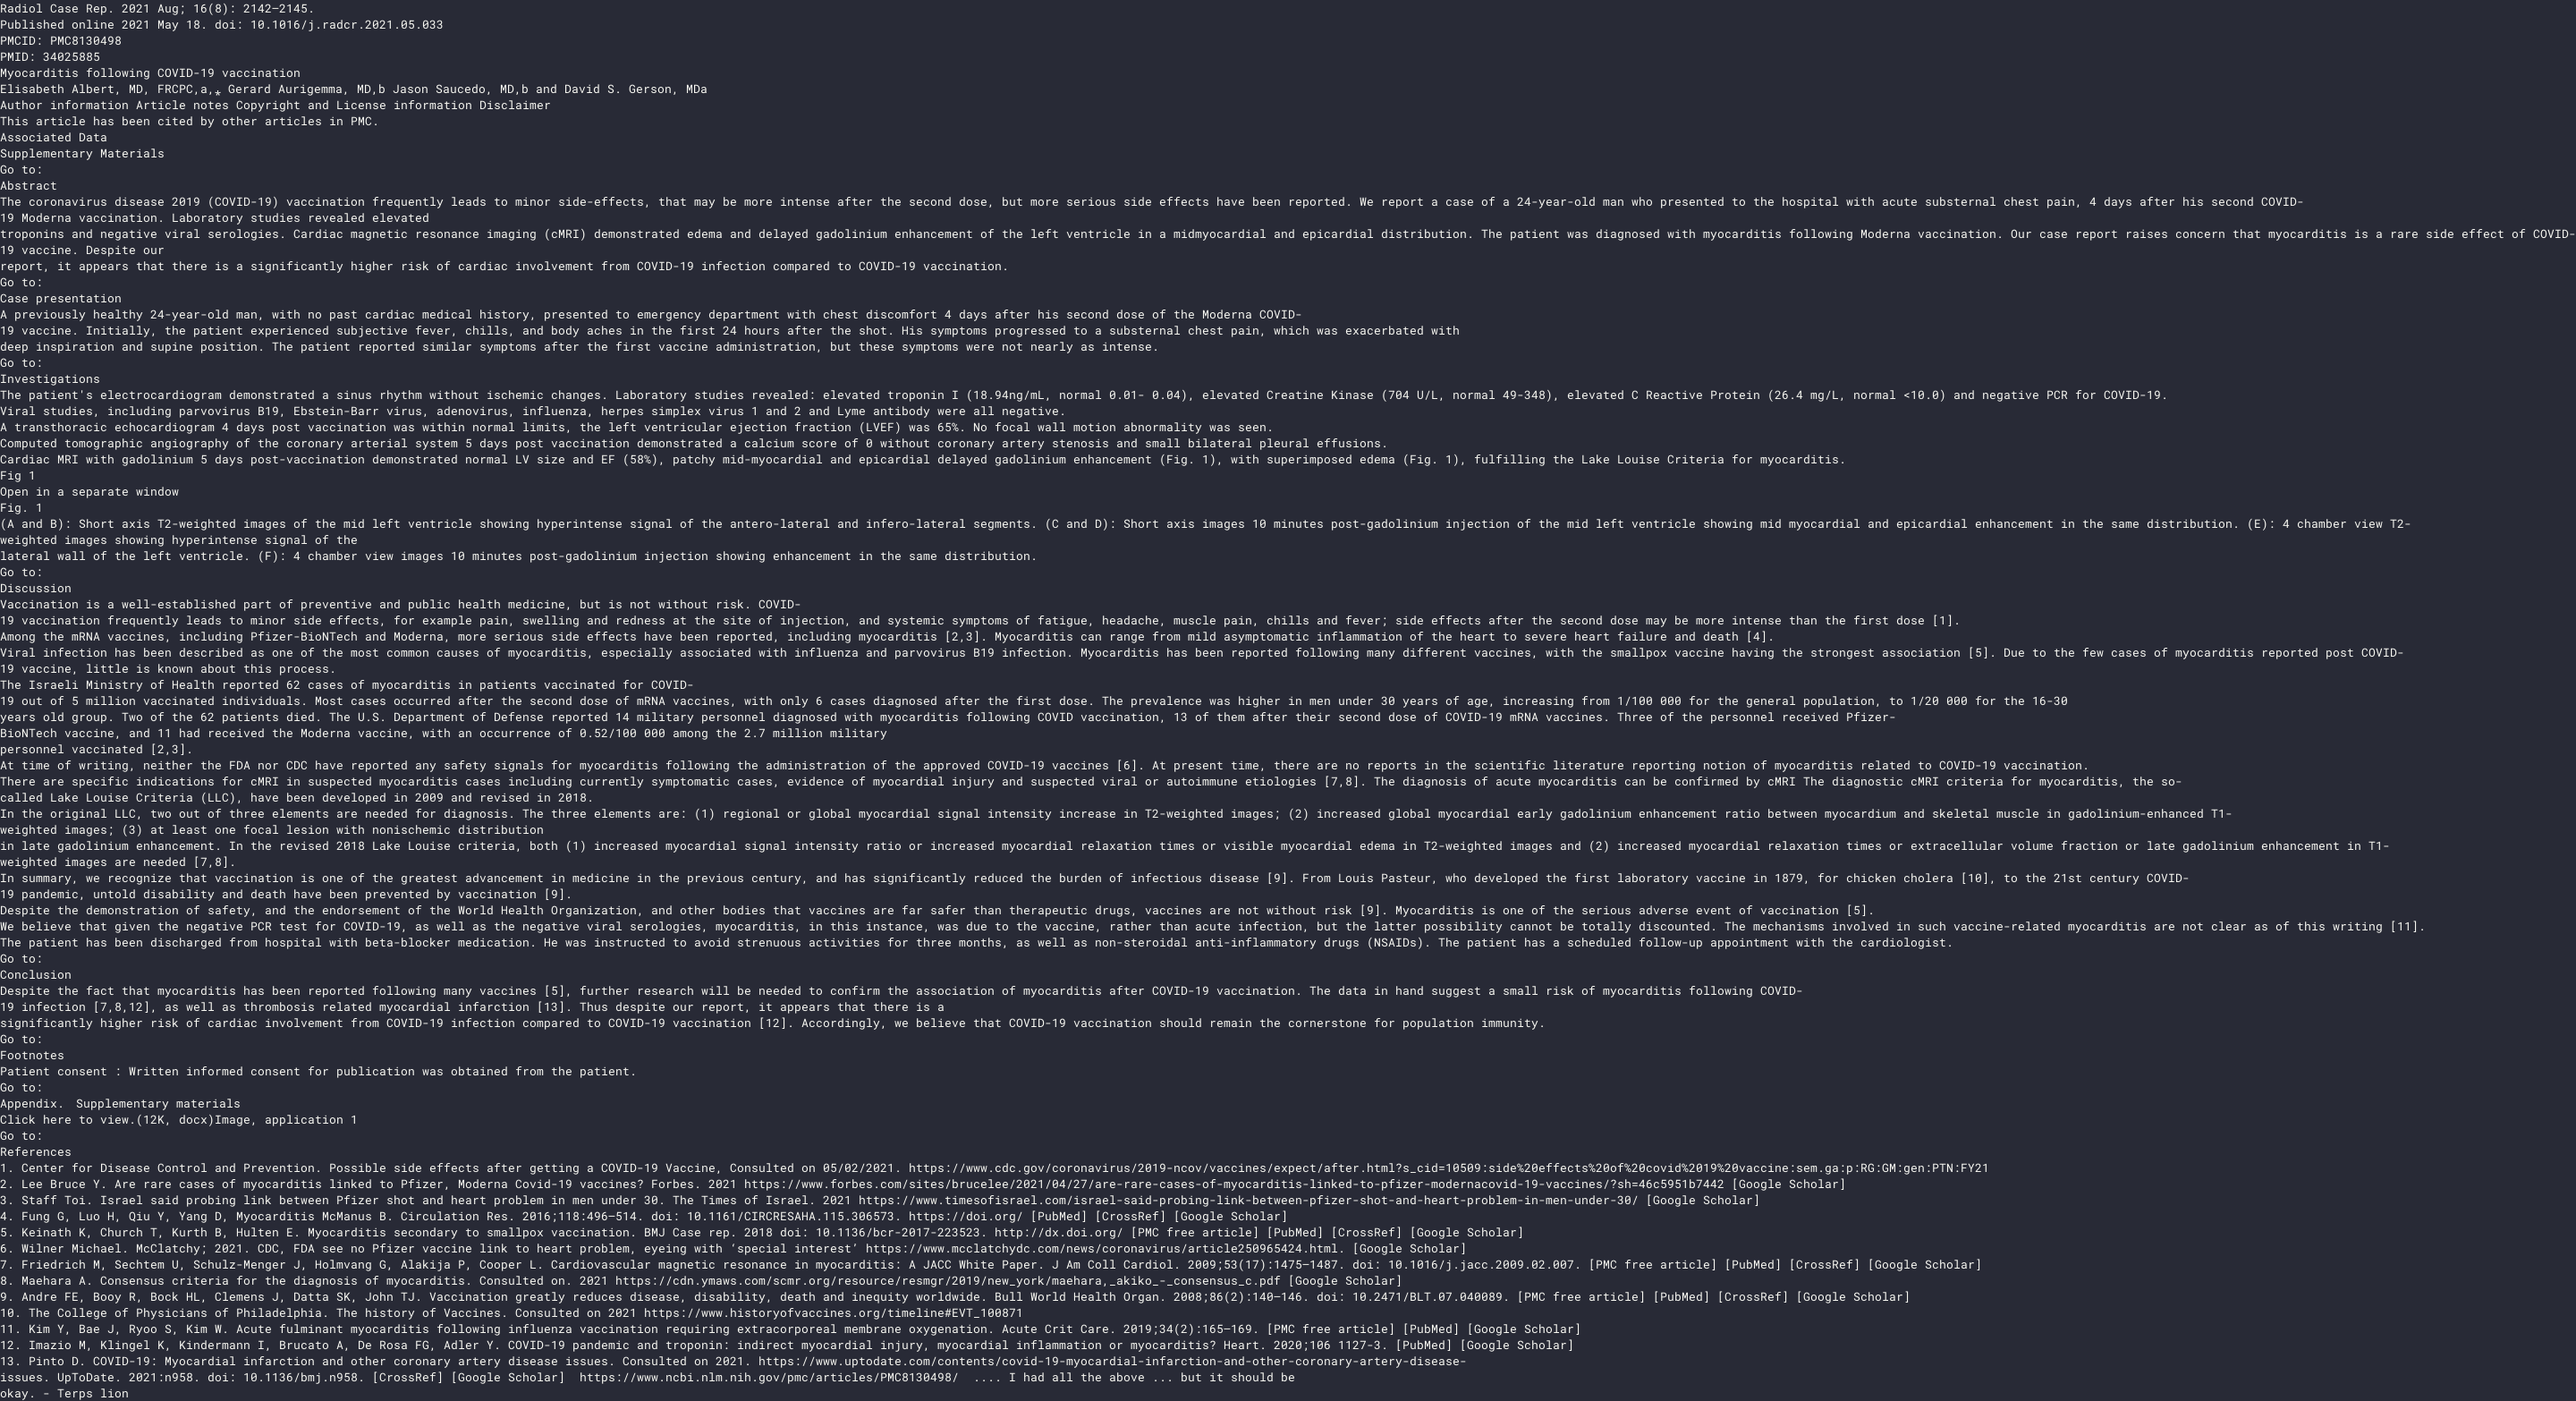 Radiol Case Rep. 2021 Aug; 16(8): 2142–2145.
Published online 2021 May 18. doi: 10.1016/j.radcr.2021.05.033
PMCID: PMC8130498
PMID: 34025885
Myocarditis following COVID-19 vaccination
Elisabeth Albert, MD, FRCPC,a,⁎ Gerard Aurigemma, MD,b Jason Saucedo, MD,b and David S. Gerson, MDa
Author information Article notes Copyright and License information Disclaimer
This article has been cited by other articles in PMC.
Associated Data
Supplementary Materials
Go to:
Abstract
The coronavirus disease 2019 (COVID-19) vaccination frequently leads to minor side-effects, that may be more intense after the second dose, but more serious side effects have been reported. We report a case of a 24-year-old man who presented to the hospital with acute substernal chest pain, 4 days after his second COVID-
19 Moderna vaccination. Laboratory studies revealed elevated
troponins and negative viral serologies. Cardiac magnetic resonance imaging (cMRI) demonstrated edema and delayed gadolinium enhancement of the left ventricle in a midmyocardial and epicardial distribution. The patient was diagnosed with myocarditis following Moderna vaccination. Our case report raises concern that myocarditis is a rare side effect of COVID-
19 vaccine. Despite our
report, it appears that there is a significantly higher risk of cardiac involvement from COVID-19 infection compared to COVID-19 vaccination.
Go to:
Case presentation
A previously healthy 24-year-old man, with no past cardiac medical history, presented to emergency department with chest discomfort 4 days after his second dose of the Moderna COVID-
19 vaccine. Initially, the patient experienced subjective fever, chills, and body aches in the first 24 hours after the shot. His symptoms progressed to a substernal chest pain, which was exacerbated with
deep inspiration and supine position. The patient reported similar symptoms after the first vaccine administration, but these symptoms were not nearly as intense.
Go to:
Investigations
The patient's electrocardiogram demonstrated a sinus rhythm without ischemic changes. Laboratory studies revealed: elevated troponin I (18.94ng/mL, normal 0.01- 0.04), elevated Creatine Kinase (704 U/L, normal 49-348), elevated C Reactive Protein (26.4 mg/L, normal <10.0) and negative PCR for COVID-19.
Viral studies, including parvovirus B19, Ebstein-Barr virus, adenovirus, influenza, herpes simplex virus 1 and 2 and Lyme antibody were all negative.
A transthoracic echocardiogram 4 days post vaccination was within normal limits, the left ventricular ejection fraction (LVEF) was 65%. No focal wall motion abnormality was seen.
Computed tomographic angiography of the coronary arterial system 5 days post vaccination demonstrated a calcium score of 0 without coronary artery stenosis and small bilateral pleural effusions.
Cardiac MRI with gadolinium 5 days post-vaccination demonstrated normal LV size and EF (58%), patchy mid-myocardial and epicardial delayed gadolinium enhancement (Fig. 1), with superimposed edema (Fig. 1), fulfilling the Lake Louise Criteria for myocarditis.
Fig 1
Open in a separate window
Fig. 1
(A and B): Short axis T2-weighted images of the mid left ventricle showing hyperintense signal of the antero-lateral and infero-lateral segments. (C and D): Short axis images 10 minutes post-gadolinium injection of the mid left ventricle showing mid myocardial and epicardial enhancement in the same distribution. (E): 4 chamber view T2-
weighted images showing hyperintense signal of the
lateral wall of the left ventricle. (F): 4 chamber view images 10 minutes post-gadolinium injection showing enhancement in the same distribution.
Go to:
Discussion
Vaccination is a well-established part of preventive and public health medicine, but is not without risk. COVID-
19 vaccination frequently leads to minor side effects, for example pain, swelling and redness at the site of injection, and systemic symptoms of fatigue, headache, muscle pain, chills and fever; side effects after the second dose may be more intense than the first dose [1].
Among the mRNA vaccines, including Pfizer-BioNTech and Moderna, more serious side effects have been reported, including myocarditis [2,3]. Myocarditis can range from mild asymptomatic inflammation of the heart to severe heart failure and death [4].
Viral infection has been described as one of the most common causes of myocarditis, especially associated with influenza and parvovirus B19 infection. Myocarditis has been reported following many different vaccines, with the smallpox vaccine having the strongest association [5]. Due to the few cases of myocarditis reported post COVID-
19 vaccine, little is known about this process.
The Israeli Ministry of Health reported 62 cases of myocarditis in patients vaccinated for COVID-
19 out of 5 million vaccinated individuals. Most cases occurred after the second dose of mRNA vaccines, with only 6 cases diagnosed after the first dose. The prevalence was higher in men under 30 years of age, increasing from 1/100 000 for the general population, to 1/20 000 for the 16-30
years old group. Two of the 62 patients died. The U.S. Department of Defense reported 14 military personnel diagnosed with myocarditis following COVID vaccination, 13 of them after their second dose of COVID-19 mRNA vaccines. Three of the personnel received Pfizer-
BioNTech vaccine, and 11 had received the Moderna vaccine, with an occurrence of 0.52/100 000 among the 2.7 million military
personnel vaccinated [2,3].
At time of writing, neither the FDA nor CDC have reported any safety signals for myocarditis following the administration of the approved COVID-19 vaccines [6]. At present time, there are no reports in the scientific literature reporting notion of myocarditis related to COVID-19 vaccination.
There are specific indications for cMRI in suspected myocarditis cases including currently symptomatic cases, evidence of myocardial injury and suspected viral or autoimmune etiologies [7,8]. The diagnosis of acute myocarditis can be confirmed by cMRI The diagnostic cMRI criteria for myocarditis, the so-
called Lake Louise Criteria (LLC), have been developed in 2009 and revised in 2018.
In the original LLC, two out of three elements are needed for diagnosis. The three elements are: (1) regional or global myocardial signal intensity increase in T2-weighted images; (2) increased global myocardial early gadolinium enhancement ratio between myocardium and skeletal muscle in gadolinium-enhanced T1-
weighted images; (3) at least one focal lesion with nonischemic distribution
in late gadolinium enhancement. In the revised 2018 Lake Louise criteria, both (1) increased myocardial signal intensity ratio or increased myocardial relaxation times or visible myocardial edema in T2-weighted images and (2) increased myocardial relaxation times or extracellular volume fraction or late gadolinium enhancement in T1-
weighted images are needed [7,8].
In summary, we recognize that vaccination is one of the greatest advancement in medicine in the previous century, and has significantly reduced the burden of infectious disease [9]. From Louis Pasteur, who developed the first laboratory vaccine in 1879, for chicken cholera [10], to the 21st century COVID-
19 pandemic, untold disability and death have been prevented by vaccination [9].
Despite the demonstration of safety, and the endorsement of the World Health Organization, and other bodies that vaccines are far safer than therapeutic drugs, vaccines are not without risk [9]. Myocarditis is one of the serious adverse event of vaccination [5].
We believe that given the negative PCR test for COVID-19, as well as the negative viral serologies, myocarditis, in this instance, was due to the vaccine, rather than acute infection, but the latter possibility cannot be totally discounted. The mechanisms involved in such vaccine-related myocarditis are not clear as of this writing [11].
The patient has been discharged from hospital with beta-blocker medication. He was instructed to avoid strenuous activities for three months, as well as non-steroidal anti-inflammatory drugs (NSAIDs). The patient has a scheduled follow-up appointment with the cardiologist.
Go to:
Conclusion
Despite the fact that myocarditis has been reported following many vaccines [5], further research will be needed to confirm the association of myocarditis after COVID-19 vaccination. The data in hand suggest a small risk of myocarditis following COVID-
19 infection [7,8,12], as well as thrombosis related myocardial infarction [13]. Thus despite our report, it appears that there is a
significantly higher risk of cardiac involvement from COVID-19 infection compared to COVID-19 vaccination [12]. Accordingly, we believe that COVID-19 vaccination should remain the cornerstone for population immunity.
Go to:
Footnotes
Patient consent : Written informed consent for publication was obtained from the patient.
Go to:
Appendix. Supplementary materials
Click here to view.(12K, docx)Image, application 1
Go to:
References
1. Center for Disease Control and Prevention. Possible side effects after getting a COVID-19 Vaccine, Consulted on 05/02/2021. https://www.cdc.gov/coronavirus/2019-ncov/vaccines/expect/after.html?s_cid=10509:side%20effects%20of%20covid%2019%20vaccine:sem.ga:p:RG:GM:gen:PTN:FY21
2. Lee Bruce Y. Are rare cases of myocarditis linked to Pfizer, Moderna Covid-19 vaccines? Forbes. 2021 https://www.forbes.com/sites/brucelee/2021/04/27/are-rare-cases-of-myocarditis-linked-to-pfizer-modernacovid-19-vaccines/?sh=46c5951b7442 [Google Scholar]
3. Staff Toi. Israel said probing link between Pfizer shot and heart problem in men under 30. The Times of Israel. 2021 https://www.timesofisrael.com/israel-said-probing-link-between-pfizer-shot-and-heart-problem-in-men-under-30/ [Google Scholar]
4. Fung G, Luo H, Qiu Y, Yang D, Myocarditis McManus B. Circulation Res. 2016;118:496–514. doi: 10.1161/CIRCRESAHA.115.306573. https://doi.org/ [PubMed] [CrossRef] [Google Scholar]
5. Keinath K, Church T, Kurth B, Hulten E. Myocarditis secondary to smallpox vaccination. BMJ Case rep. 2018 doi: 10.1136/bcr-2017-223523. http://dx.doi.org/ [PMC free article] [PubMed] [CrossRef] [Google Scholar]
6. Wilner Michael. McClatchy; 2021. CDC, FDA see no Pfizer vaccine link to heart problem, eyeing with ‘special interest’ https://www.mcclatchydc.com/news/coronavirus/article250965424.html. [Google Scholar]
7. Friedrich M, Sechtem U, Schulz-Menger J, Holmvang G, Alakija P, Cooper L. Cardiovascular magnetic resonance in myocarditis: A JACC White Paper. J Am Coll Cardiol. 2009;53(17):1475–1487. doi: 10.1016/j.jacc.2009.02.007. [PMC free article] [PubMed] [CrossRef] [Google Scholar]
8. Maehara A. Consensus criteria for the diagnosis of myocarditis. Consulted on. 2021 https://cdn.ymaws.com/scmr.org/resource/resmgr/2019/new_york/maehara,_akiko_-_consensus_c.pdf [Google Scholar]
9. Andre FE, Booy R, Bock HL, Clemens J, Datta SK, John TJ. Vaccination greatly reduces disease, disability, death and inequity worldwide. Bull World Health Organ. 2008;86(2):140–146. doi: 10.2471/BLT.07.040089. [PMC free article] [PubMed] [CrossRef] [Google Scholar]
10. The College of Physicians of Philadelphia. The history of Vaccines. Consulted on 2021 https://www.historyofvaccines.org/timeline#EVT_100871
11. Kim Y, Bae J, Ryoo S, Kim W. Acute fulminant myocarditis following influenza vaccination requiring extracorporeal membrane oxygenation. Acute Crit Care. 2019;34(2):165–169. [PMC free article] [PubMed] [Google Scholar]
12. Imazio M, Klingel K, Kindermann I, Brucato A, De Rosa FG, Adler Y. COVID-19 pandemic and troponin: indirect myocardial injury, myocardial inflammation or myocarditis? Heart. 2020;106 1127-3. [PubMed] [Google Scholar]
13. Pinto D. COVID-19: Myocardial infarction and other coronary artery disease issues. Consulted on 2021. https://www.uptodate.com/contents/covid-19-myocardial-infarction-and-other-coronary-artery-disease-
issues. UpToDate. 2021:n958. doi: 10.1136/bmj.n958. [CrossRef] [Google Scholar]  https://www.ncbi.nlm.nih.gov/pmc/articles/PMC8130498/  .... I had all the above ... but it should be
okay. - Terps lion